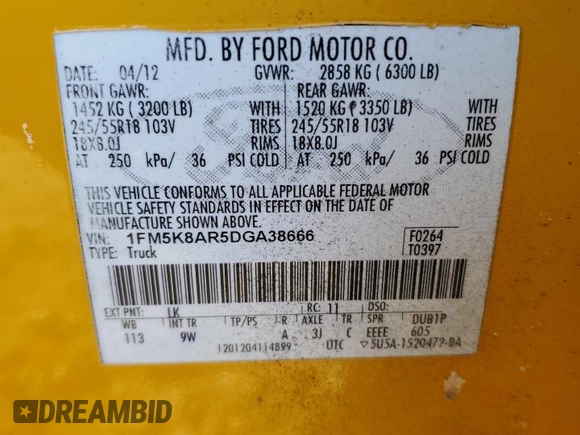 MFD. BY FORD MOTOR CO.
DATE: 04/12 GVWR: 2858 KG ( 6300 LB)
FRONT GAWR: REAR GAWR:
1452 KG ( 3200 LB) WITH 1520 KG ( 3350 LB) WITH
245/55R18 103V TIRES 245/55R18 103V TIRES
18X8.0J RIMS 18X8.0J RIMS
AT 250 kPa/ 36 PSI COLD AT 250 kPa/ 36 PSI COLD
THIS VEHICLE CONFORMS TO ALL APPLICABLE FEDERAL MOTOR
VEHICLE SAFETY STANDARDS IN EFFECT ON THE DATE OF
MANUFACTURE SHOWN ABOVE.
VIN: 1FM5K8AR5DGA38666 F0264
TYPE: Truck T0397
EXT PNT: LK RC: 11 DSO:
WB INT TR TP/PS R AXLE TR SPR DUB1P
113 9W A 3J C EEEE 605
1201204114899 UTC ▽5U5A-1520472-BA
DREAMBID